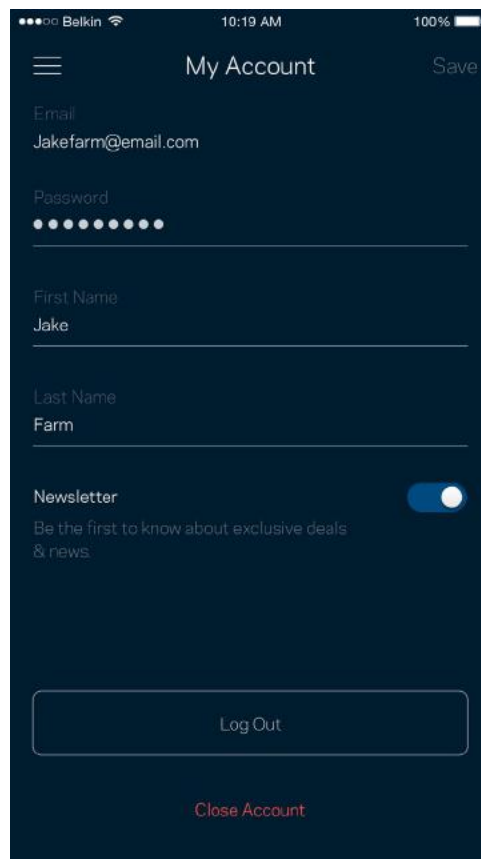 Belkin 10:19 AM 100%
My Account Save
Email
Jakefarm@email.com
Password
●●●●●●●●●
First Name
Jake
Last Name
Farm
Newsletter
Be the first to know about exclusive deals
& news.
Log Out
Close Account